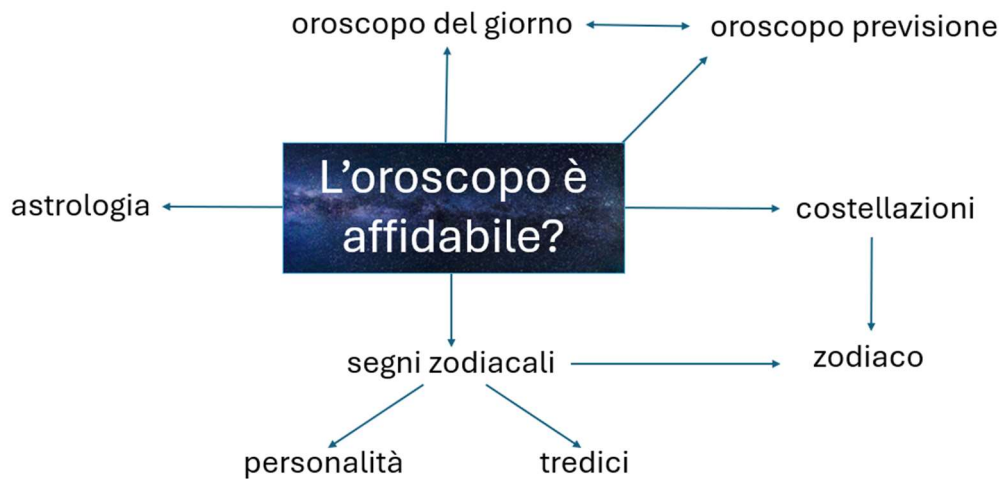 oroscopo del giorno
oroscopo previsione
L’oroscopo è
affidabile?
astrologia
costellazioni
segni zodiacali
zodiaco
personalità
tredici